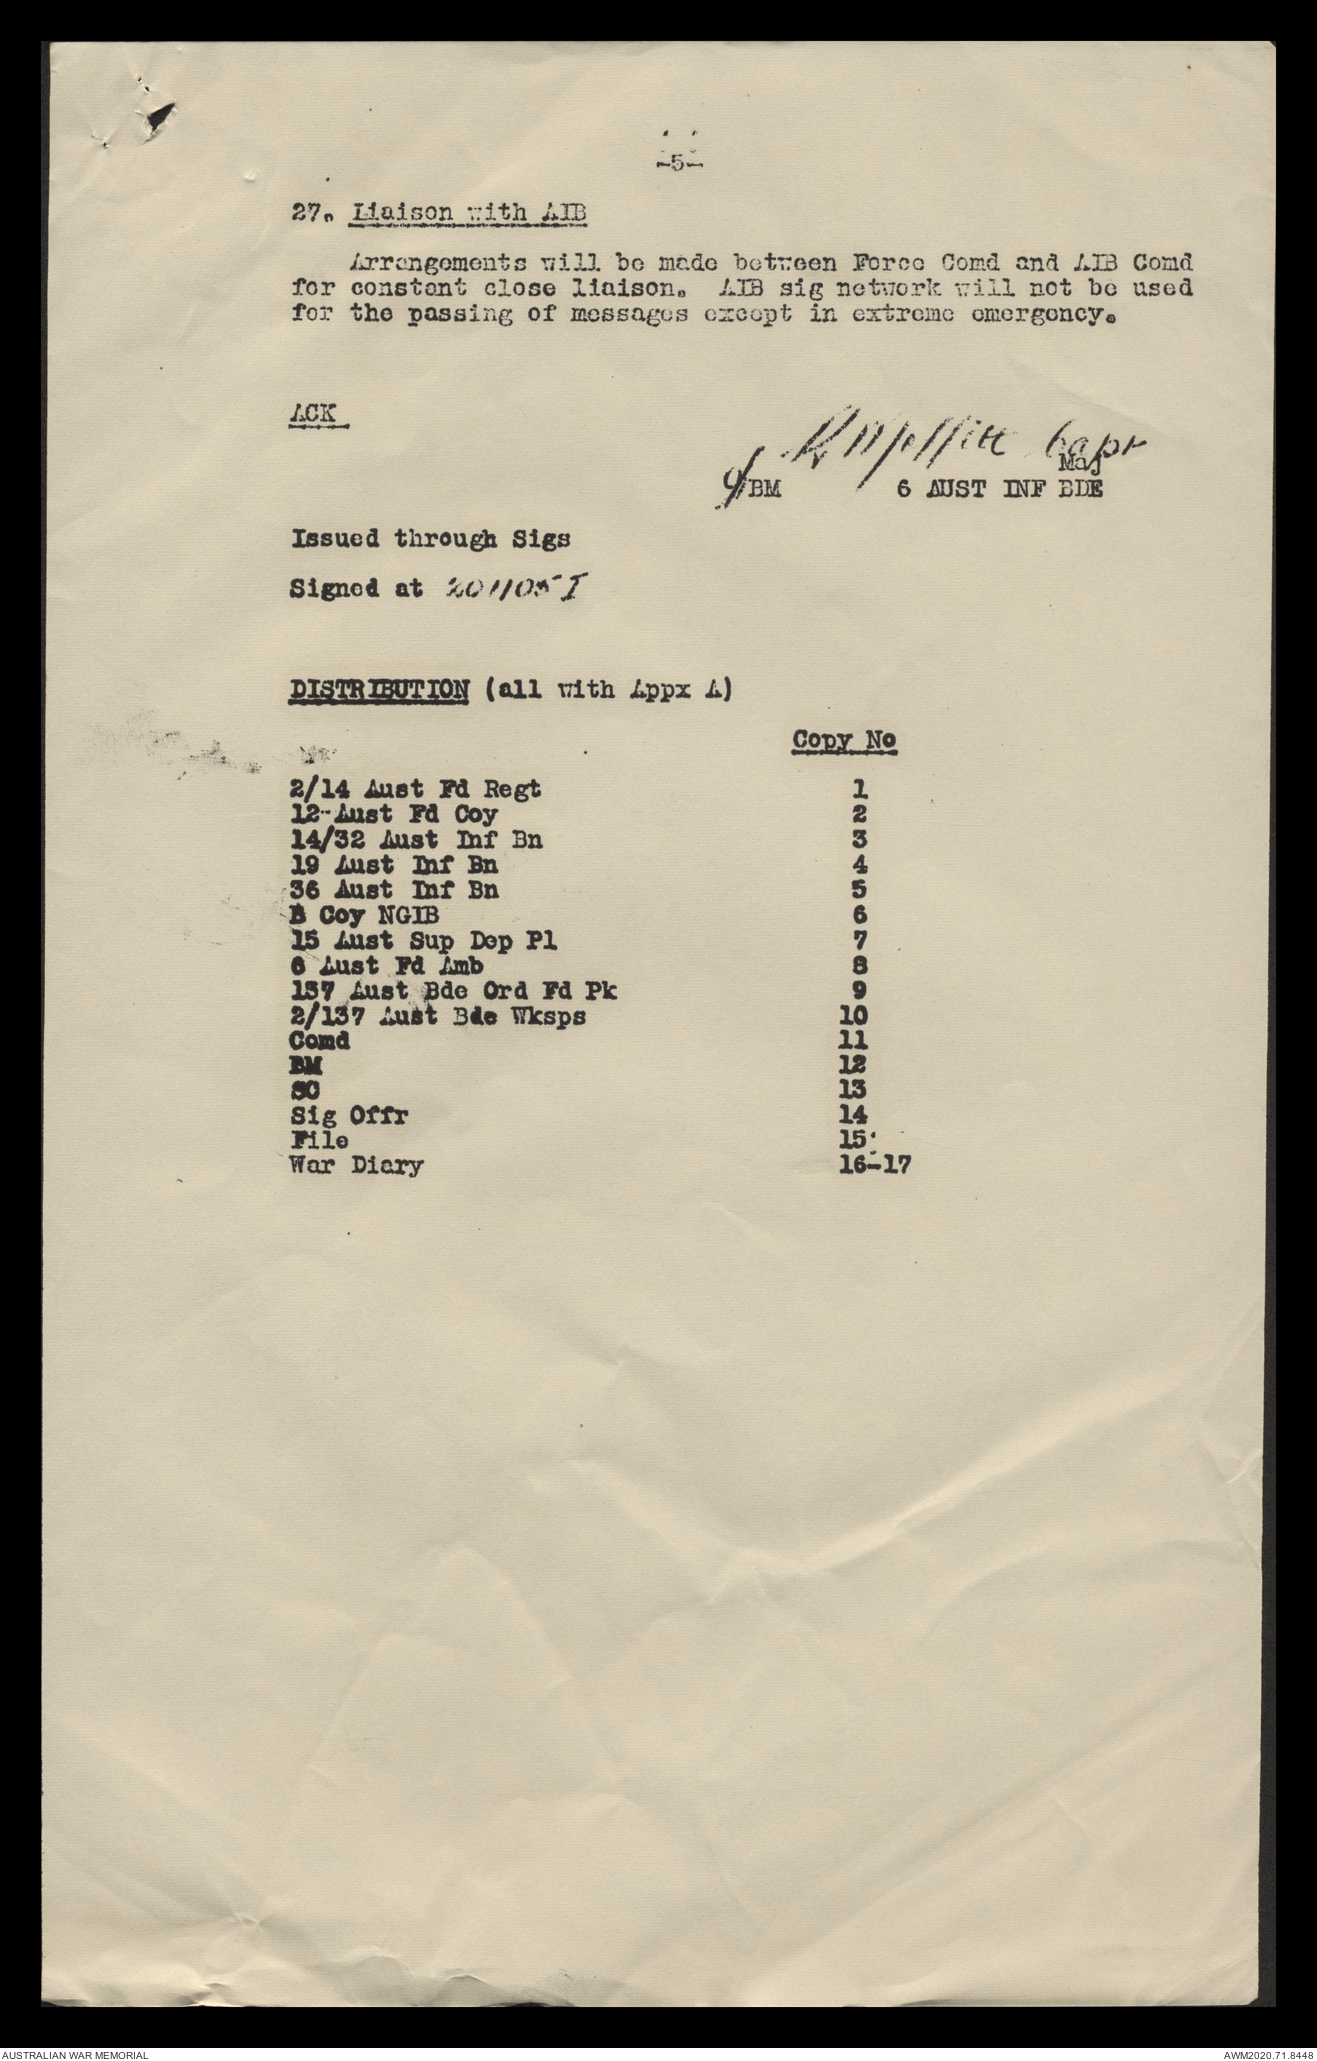 -5-
27. Liaison with AIB
Arrangements will be made between Force Comd and AIB Comd
for constant close liaison. AIB sig network will not be used
for the passing of messages except in extreme emergency.
ACK
Capt
Maj
BM 6 AUST INF BDE
Issued through Sigs
Signed at 201105I
DISTRIBUTION (all with Appx A)
Copy No
2/14 Aust Fd Regt 1
12 Aust Fd Coy 2
14/32 Aust Inf Bn 3
19 Aust Inf Bn 4
36 Aust Inf Bn 5
B Coy NGIB 6
15 Aust Sup Dep Pl 7
6 Aust Fd Amb 8
137 Aust Bde Ord Fd Pk 9
2/137 Aust Bde Wksps 10
Comd 11
BM 12
SC 13
Sig Offr 14
File 15
War Diary 16-17
AUSTRALIAN WAR MEMORIAL AWM2020.71.8448